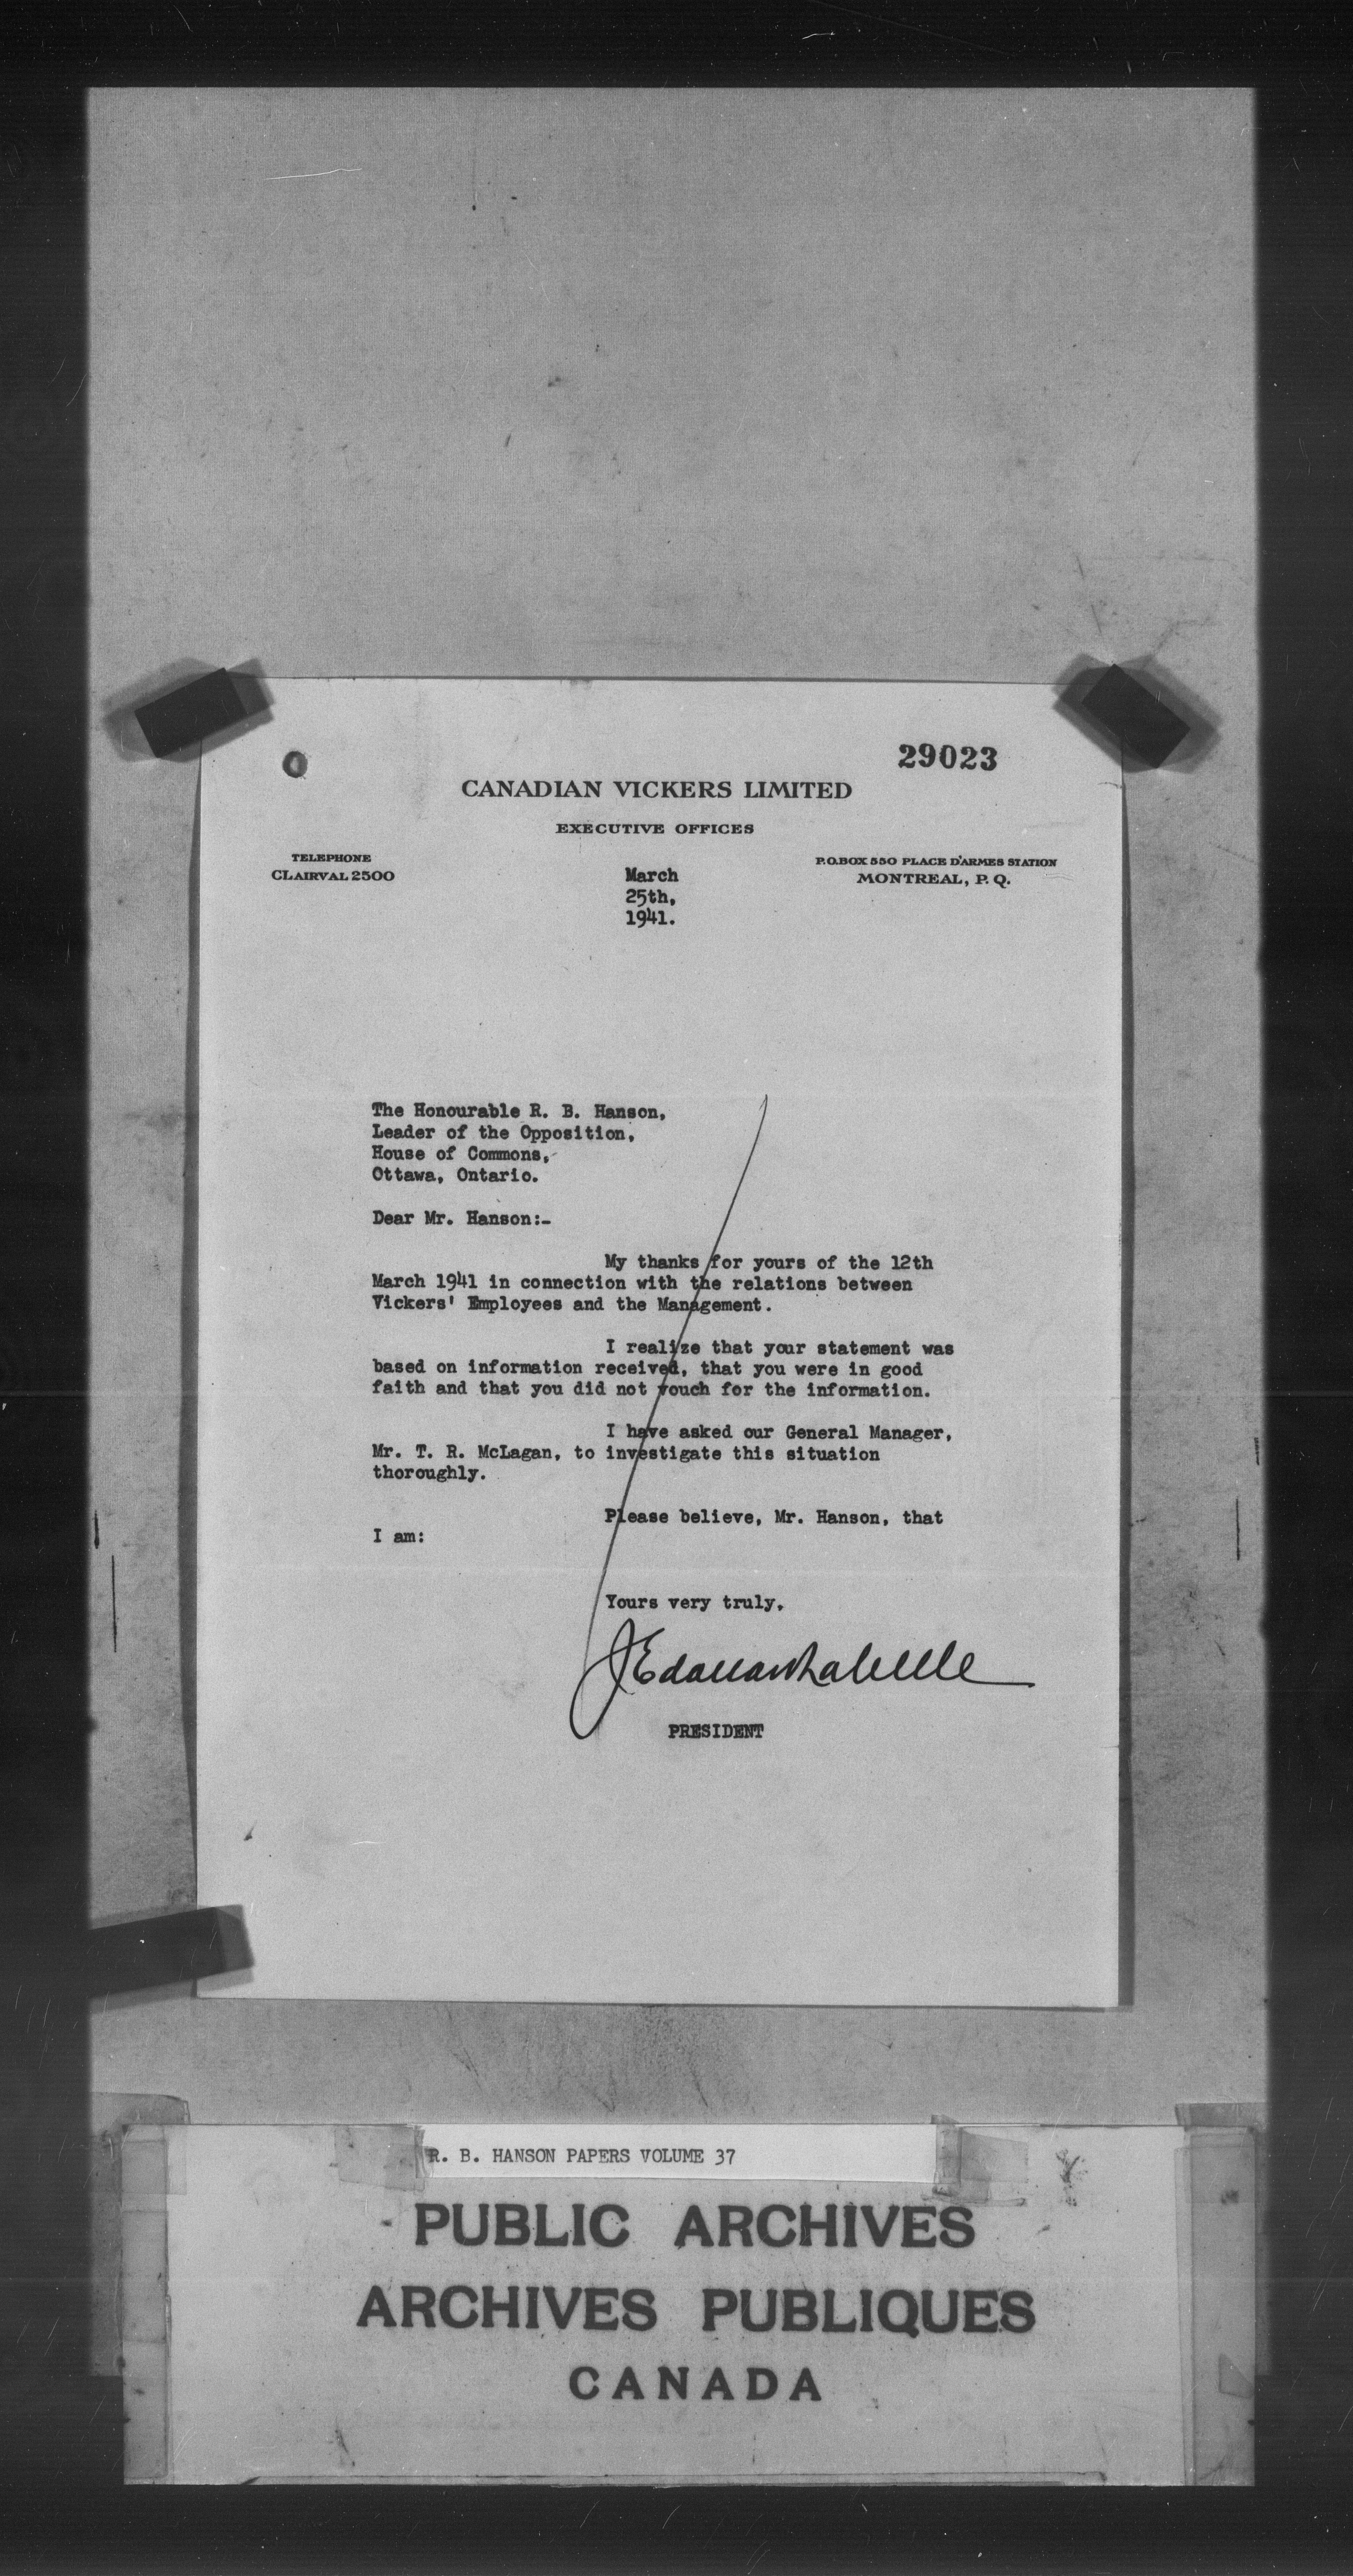 29023
CANADIAN VICKERS LIMITED
EXECUTIVE OFFICES
TELEPHONE
CLAIRVAL 2500
P.O.BOX 550 PLACE D'ARMES STATION
MONTREAL, P. Q.
March
25th,
1941.
The Honourable R. B. Hanson,
Leader of the Opposition,
House of Commons,
Ottawa, Ontario.
Dear Mr. Hanson:-
My thanks for yours of the 12th
March 1941 in connection with the relations between
Vickers' Employees and the Management.
I realize that your statement was
based on information received, that you were in good
faith and that you did not vouch for the information.
I have asked our General Manager,
Mr. T. R. McLagan, to investigate this situation
thoroughly.
Please believe, Mr. Hanson, that
I am:
Yours very truly,
J Edouard Labelle
PRESIDENT
R. B. HANSON PAPERS VOLUME 37
PUBLIC ARCHIVES
ARCHIVES PUBLIQUES
CANADA